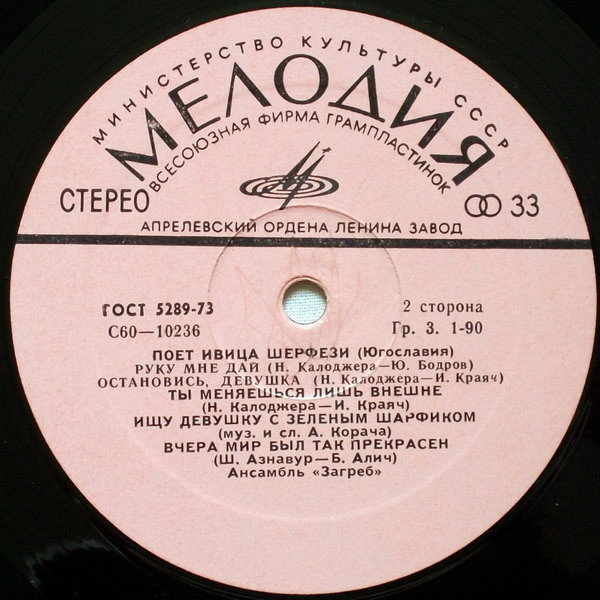 МИНИСТЕРСТВО КУЛЬТУРЫ СССР
МЕЛОДИЯ
ВСЕСОЮЗНАЯ ФИРМА ГРАМПЛАСТИНОК
СТЕРЕО
33
АПРЕЛЕВСКИЙ ОРДЕНА ЛЕНИНА ЗАВОД
ГОСТ 5289-73
2 сторона
С60—10236
Гр. 3. 1-90
ПОЕТ ИВИЦА ШЕРФЕЗИ (Югославия)
РУКУ МНЕ ДАЙ (Н. Калоджера—Ю. Бодров)
ОСТАНОВИСЬ, ДЕВУШКА (Н. Калоджера—И. Краяч)
ТЫ МЕНЯЕШЬСЯ ЛИШЬ ВНЕШНЕ
(Н. Калоджера—И. Краяч)
ИЩУ ДЕВУШКУ С ЗЕЛЕНЫМ ШАРФИКОМ
(муз. и сл. А. Корача)
ВЧЕРА МИР БЫЛ ТАК ПРЕКРАСЕН
(Ш. Азнавур—Б. Алич)
Ансамбль «Загреб»